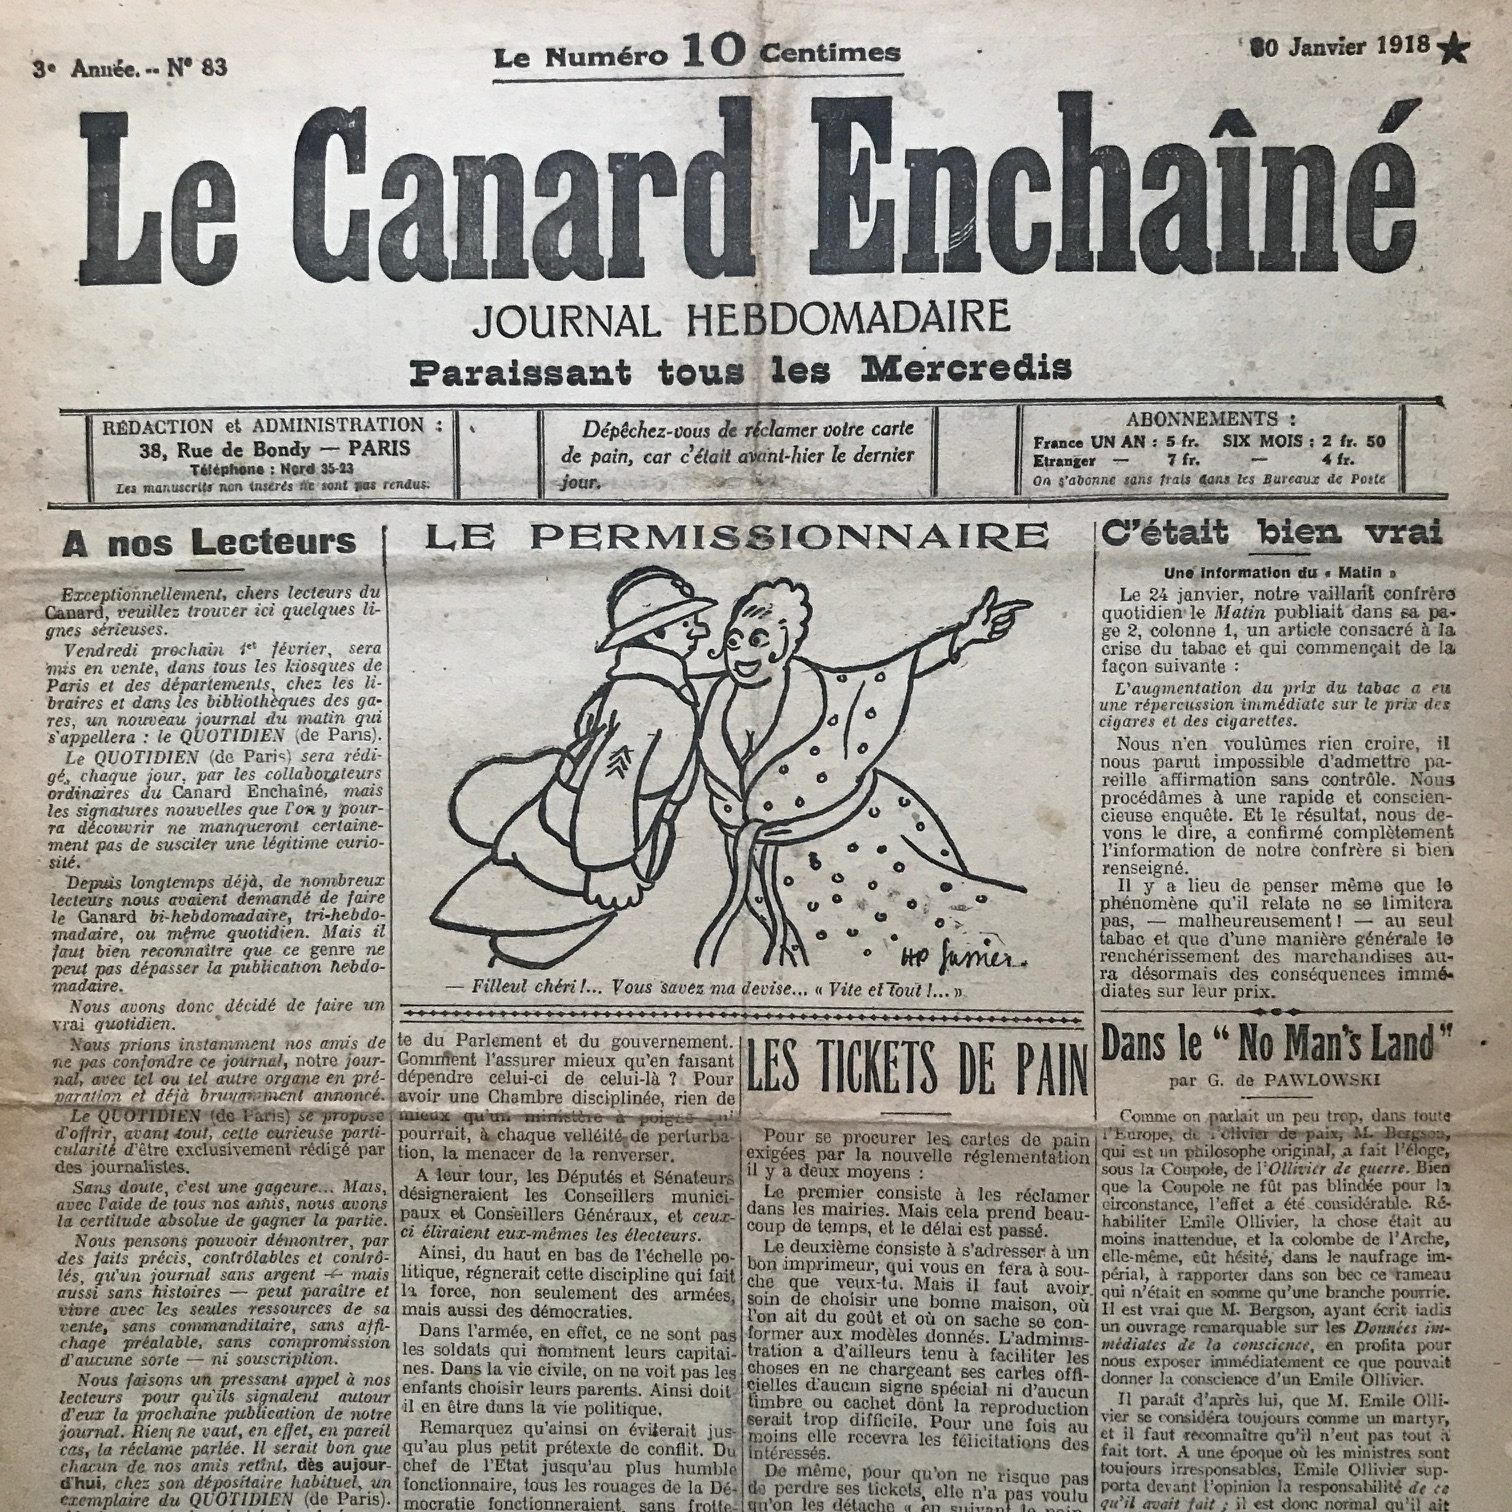 3e Année. -- N° 83
Le Numéro 10 Centimes
30 Janvier 1918
Le Canard Enchaîné
JOURNAL HEBDOMADAIRE
Paraissant tous les Mercredis
RÉDACTION et ADMINISTRATION :
38, Rue de Bondy — PARIS
Téléphone : Nord 35-23
Les manuscrits non insérés ne sont pas rendus.
Dépêchez-vous de réclamer votre carte
de pain, car c'était avant-hier le dernier
jour.
ABONNEMENTS :
France UN AN : 5 fr. SIX MOIS : 2 fr. 50
Etranger — 7 fr. — 4 fr.
On s'abonne sans frais dans les Bureaux de Poste
A nos Lecteurs
Exceptionnellement, chers lecteurs du
Canard, veuillez trouver ici quelques li-
gnes sérieuses.
Vendredi prochain 1er février, sera
mis en vente, dans tous les kiosques de
Paris et des départements, chez les li-
braires et dans les bibliothèques des ga-
res, un nouveau journal du matin qui
s'appellera : le QUOTIDIEN (de Paris).
Le QUOTIDIEN (de Paris) sera rédi-
gé, chaque jour, par les collaborateurs
ordinaires du Canard Enchaîné, mais
les signatures nouvelles que l'on y pour-
ra découvrir ne manqueront certaine-
ment pas de susciter une légitime curio-
sité.
Depuis longtemps déjà, de nombreux
lecteurs nous avaient demandé de faire
le Canard bi-hebdomadaire, tri-hebdo-
madaire, ou même quotidien. Mais il
faut bien reconnaître que ce genre ne
peut pas dépasser la publication hebdo-
madaire.
Nous avons donc décidé de faire un
vrai quotidien.
Nous prions instamment nos amis de
ne pas confondre ce journal, notre jour-
nal, avec tel ou tel autre organe en pré-
paration et déjà bruyamment annoncé.
Le QUOTIDIEN (de Paris) se propose
d'offrir, avant tout, cette curieuse parti-
cularité d'être exclusivement rédigé par
des journalistes.
Sans doute, c'est une gageure... Mais,
avec l'aide de tous nos amis, nous avons
la certitude absolue de gagner la partie.
Nous pensons pouvoir démontrer, par
des faits précis, contrôlables et contrô-
lés, qu'un journal sans argent — mais
aussi sans histoires — peut paraître et
vivre avec les seules ressources de sa
vente, sans commanditaire, sans affi-
chage préalable, sans compromission
d'aucune sorte — ni souscription.
Nous faisons un pressant appel à nos
lecteurs pour qu'ils signalent autour
d'eux la prochaine publication de notre
journal. Rien ne vaut, en effet, en pareil
cas, la réclame parlée. Il serait bon que
chacun de nos amis retînt, dès aujour-
d'hui, chez son dépositaire habituel, un
exemplaire du QUOTIDIEN (de Paris).
LE PERMISSIONNAIRE
HP Gassier.
— Filleul chéri !... Vous savez ma devise... « Vite et Tout !... »
te du Parlement et du gouvernement.
Comment l'assurer mieux qu'en faisant
dépendre celui-ci de celui-là ? Pour
avoir une Chambre disciplinée, rien de
mieux qu'un ministère à poigne qui
pourrait, à chaque velléité de perturba-
tion, la menacer de la renverser.
A leur tour, les Députés et Sénateurs
désigneraient les Conseillers munici-
paux et Conseillers Généraux, et ceux-
ci éliraient eux-mêmes les électeurs.
Ainsi, du haut en bas de l'échelle po-
litique, régnerait cette discipline qui fait
la force, non seulement des armées,
mais aussi des démocraties.
Dans l'armée, en effet, ce ne sont pas
les soldats qui nomment leurs capitai-
nes. Dans la vie civile, on ne voit pas les
enfants choisir leurs parents. Ainsi doit-
il en être dans la vie politique.
Remarquez qu'ainsi on éviterait jus-
qu'au plus petit prétexte de conflit. Du
chef de l'Etat jusqu'au plus humble
fonctionnaire, tous les rouages de la Dé-
mocratie fonctionneraient sans frotte-
LES TICKETS DE PAIN
Pour se procurer les cartes de pain
exigées par la nouvelle réglementation
il y a deux moyens :
Le premier consiste à les réclamer
dans les mairies. Mais cela prend beau-
coup de temps, et le délai est passé.
Le deuxième consiste à s'adresser à un
bon imprimeur, qui vous en fera à sou-
che que veux-tu. Mais il faut avoir
soin de choisir une bonne maison, où
l'on ait du goût et où on sache se con-
former aux modèles donnés. L'adminis-
tration a d'ailleurs tenu à faciliter les
choses en ne chargeant ses cartes offi-
cielles d'aucun signe spécial ni d'aucun
timbre ou cachet dont la reproduction
serait trop difficile. Pour une fois au
moins elle recevra les félicitations des
intéressés.
De même, pour qu'on ne risque pas
de perdre ses tickets, elle n'a pas voulu
qu'on les détache « en suivant le
C'était bien vrai
Une information du « Matin »
Le 24 janvier, notre vaillant confrère
quotidien le Matin publiait dans sa pa-
ge 2, colonne 1, un article consacré à la
crise du tabac et qui commençait de la
façon suivante :
L'augmentation du prix du tabac a eu
une répercussion immédiate sur le prix des
cigares et des cigarettes.
Nous n'en voulûmes rien croire, il
nous parut impossible d'admettre pa-
reille affirmation sans contrôle. Nous
procédâmes à une rapide et conscien-
cieuse enquête. Et le résultat, nous de-
vons le dire, a confirmé complètement
l'information de notre confrère si bien
renseigné.
Il y a lieu de penser même que le
phénomène qu'il relate ne se limitera
pas, — malheureusement ! — au seul
tabac et que d'une manière générale le
renchérissement des marchandises au-
ra désormais des conséquences immé-
diates sur leur prix.
Dans le " No Man's Land "
par G. de PAWLOWSKI
Comme on parlait un peu trop, dans toute
l'Europe, de l'olivier de paix, M. Bergson,
qui est un philosophe original, a fait l'éloge,
sous la Coupole, de l'Ollivier de guerre. Bien
que la Coupole ne fût pas blindée pour la
circonstance, l'effet a été considérable. Ré-
habiliter Emile Ollivier, la chose était au
moins inattendue, et la colombe de l'Arche,
elle-même, eût hésité, dans le naufrage im-
périal, à rapporter dans son bec ce rameau
qui n'était en somme qu'une branche pourrie.
Il est vrai que M. Bergson, ayant écrit jadis
un ouvrage remarquable sur les Données im-
médiates de la conscience, en profita pour
nous exposer immédiatement ce que pouvait
donner la conscience d'un Emile Ollivier.
Il paraît d'après lui, que M. Emile Olli-
vier se considéra toujours comme un martyr,
et il faut reconnaître qu'il n'eut pas tout à
fait tort. A une époque où les ministres sont
toujours irresponsables, Emile Ollivier sup-
porta devant l'opinion la responsabilité de ce
qu'il avait fait ; il est donc normal qu'il ait